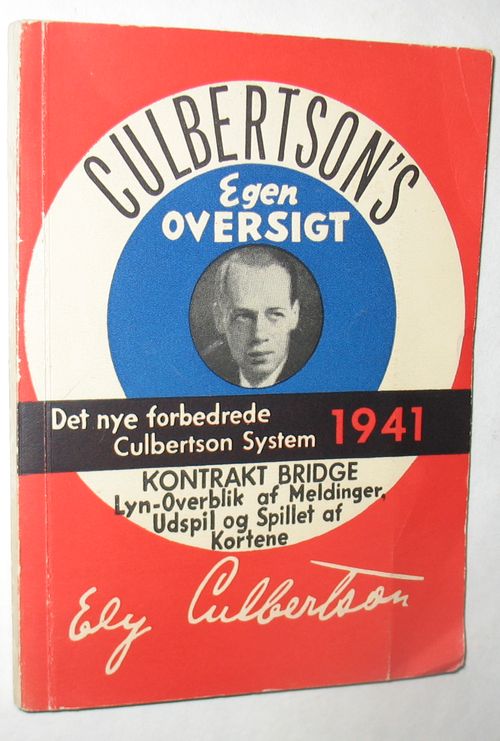 CULBERTSON'S
Egen
OVERSIGT
Det nye forbedrede
Culbertson System
1941
KONTRAKT BRIDGE
Lyn-Overblik af Meldinger,
Udspil og Spillet af
Kortene
Ely Culbertson